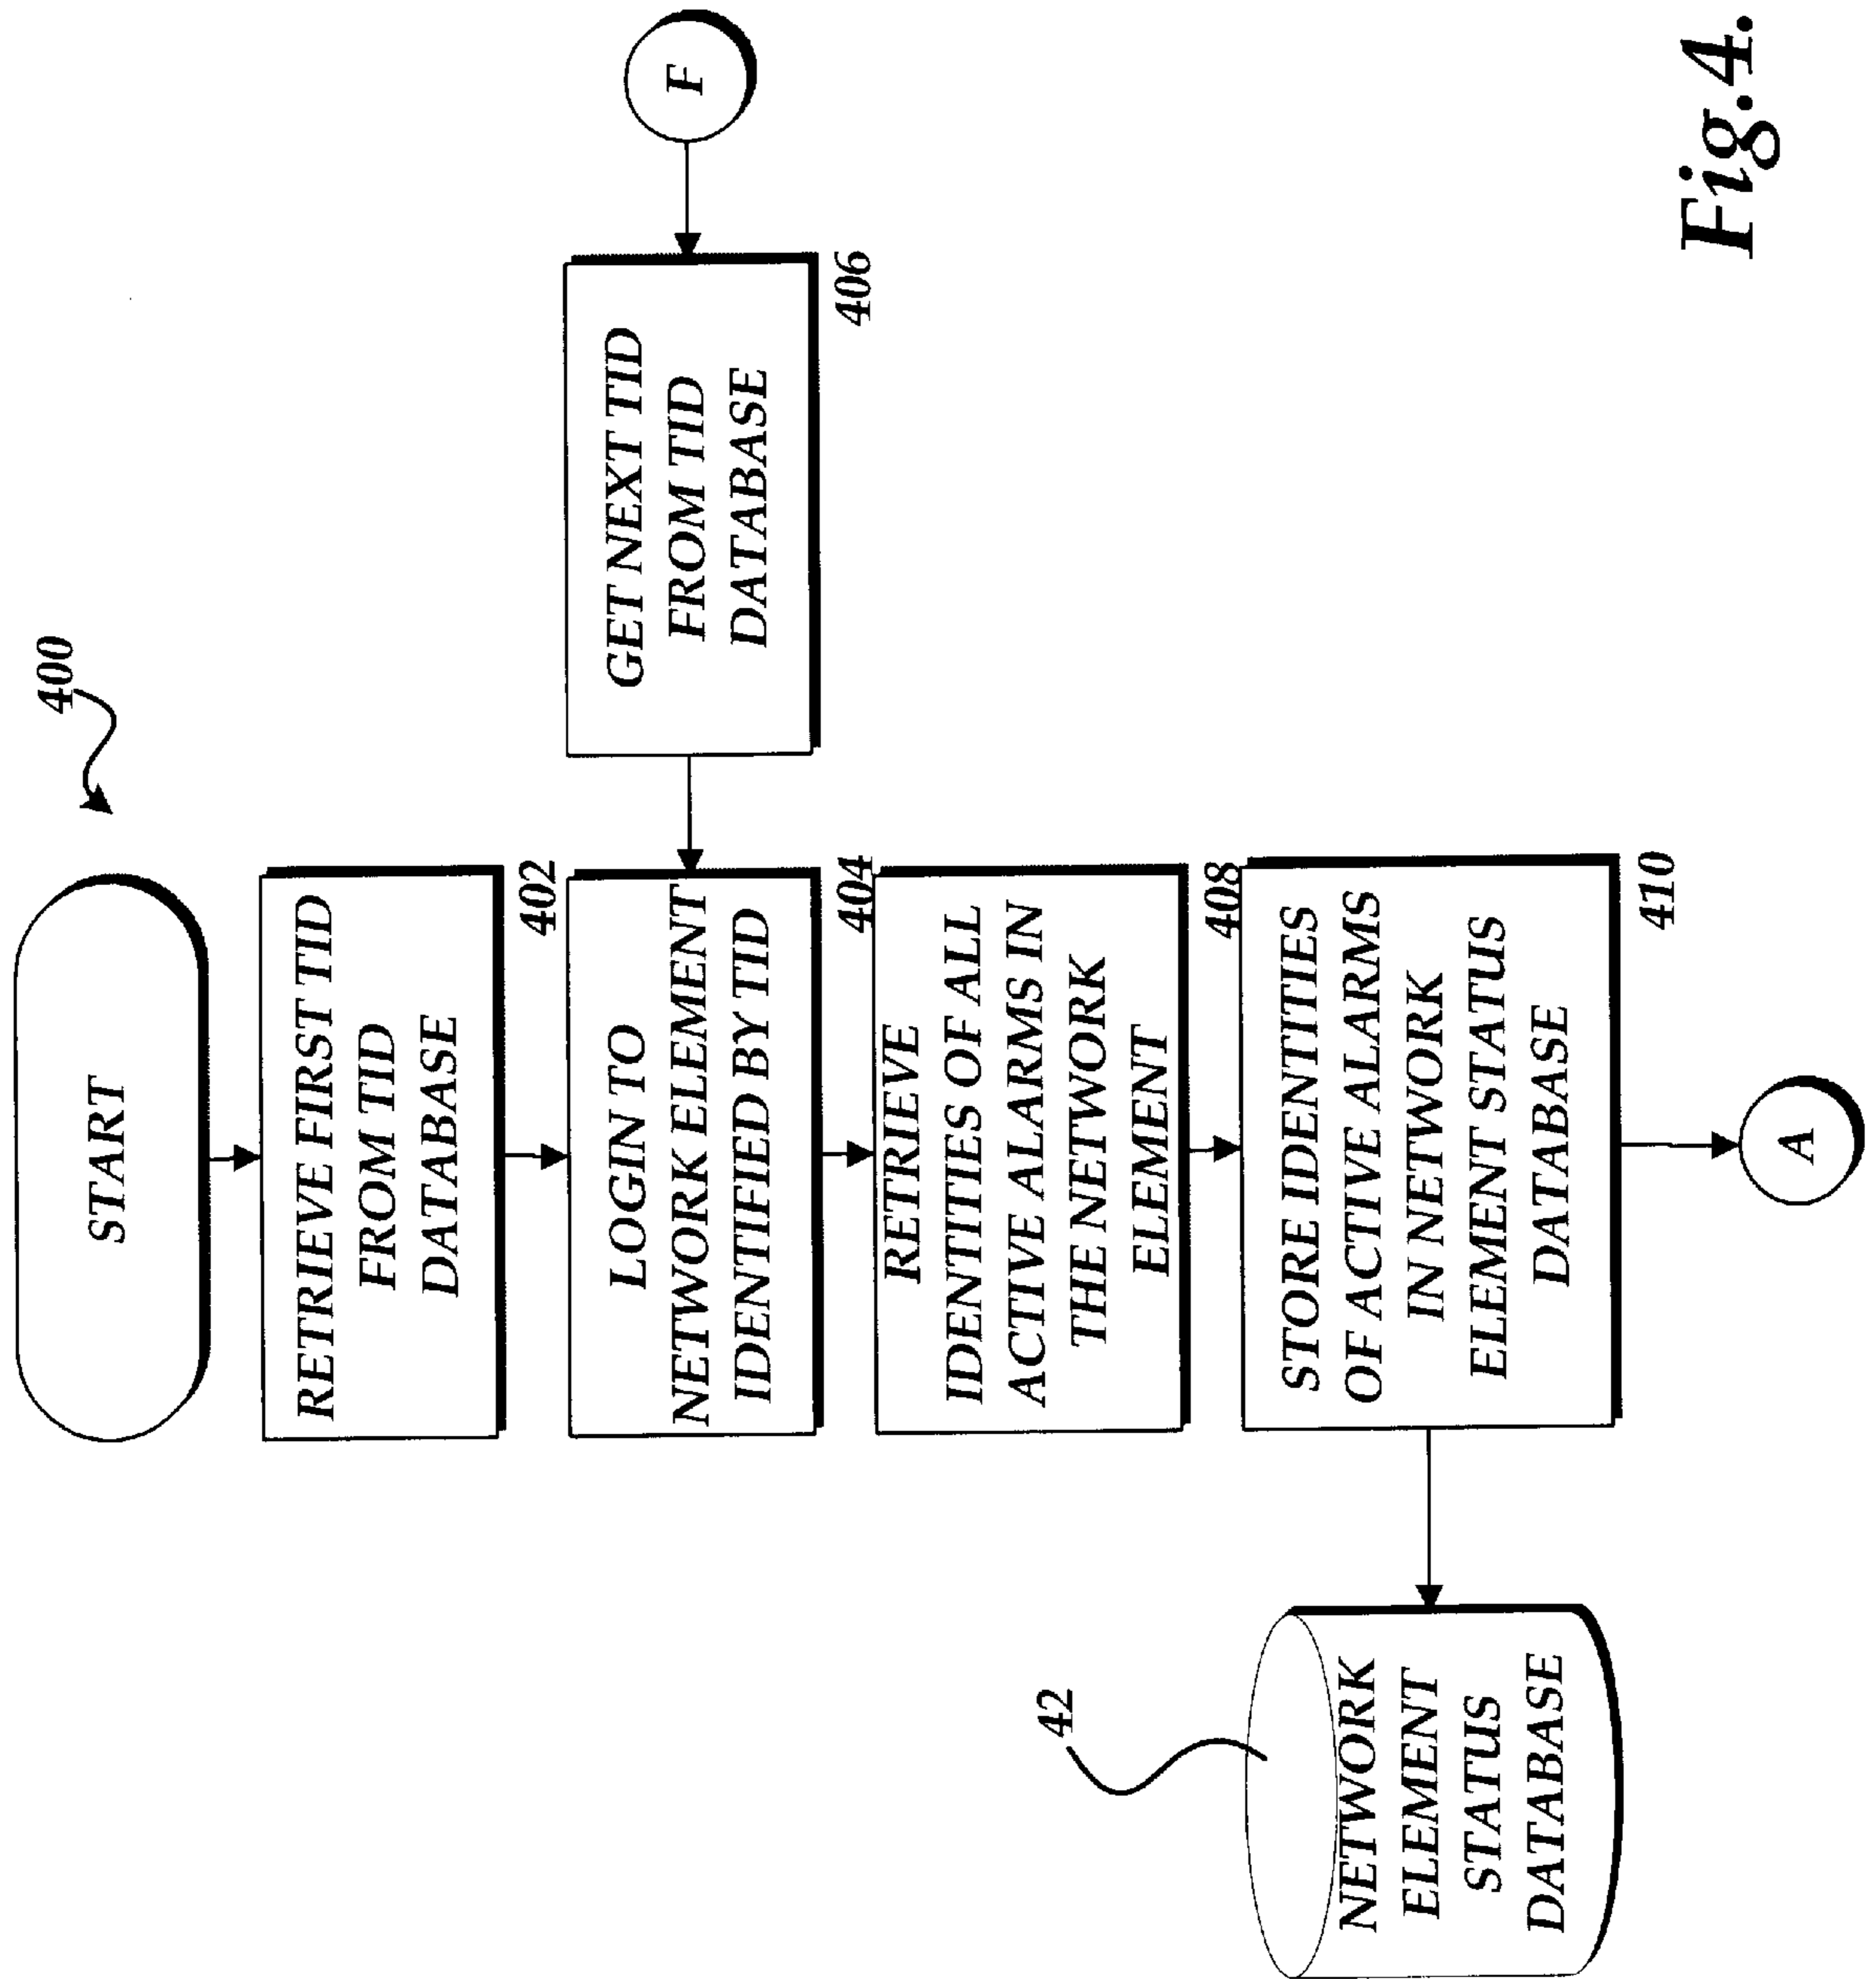 400
START
RETRIEVE FIRST TID
FROM TID
DATABASE
402
LOGIN TO
NETWORK ELEMENT
IDENTIFIED BY TID
404
GET NEXT TID
FROM TID
DATABASE
406
F
RETRIEVE
IDENTITIES OF ALL
ACTIVE ALARMS IN
THE NETWORK
ELEMENT
408
STORE IDENTITIES
OF ACTIVE ALARMS
IN NETWORK
ELEMENT STATUS
DATABASE
410
42
NETWORK
ELEMENT
STATUS
DATABASE
A
Fig.4.